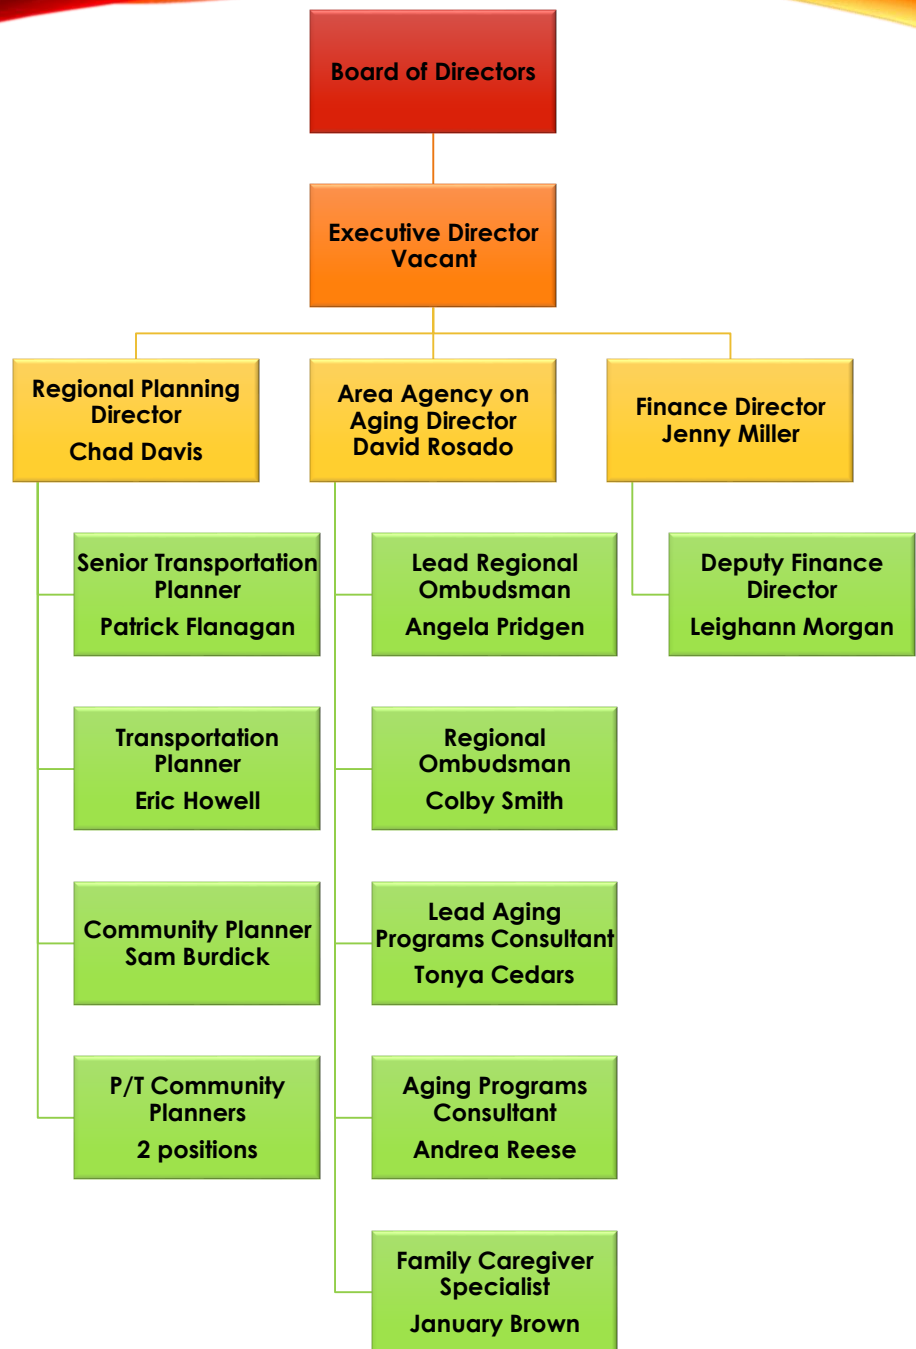 Board of Directors
Executive Director
Vacant
Regional Planning
Director
Chad Davis
Senior Transportation
Planner
Patrick Flanagan
Transportation
Planner
Eric Howell
Community Planner
Sam Burdick
P/T Community
Planners
2 positions
Area Agency on
Aging Director
David Rosado
Lead Regional
Ombudsman
Angela Pridgen
Regional
Ombudsman
Colby Smith
Lead Aging
Programs Consultant
Tonya Cedars
Aging Programs
Consultant
Andrea Reese
Family Caregiver
Specialist
January Brown
Finance Director
Jenny Miller
Deputy Finance
Director
Leighann Morgan